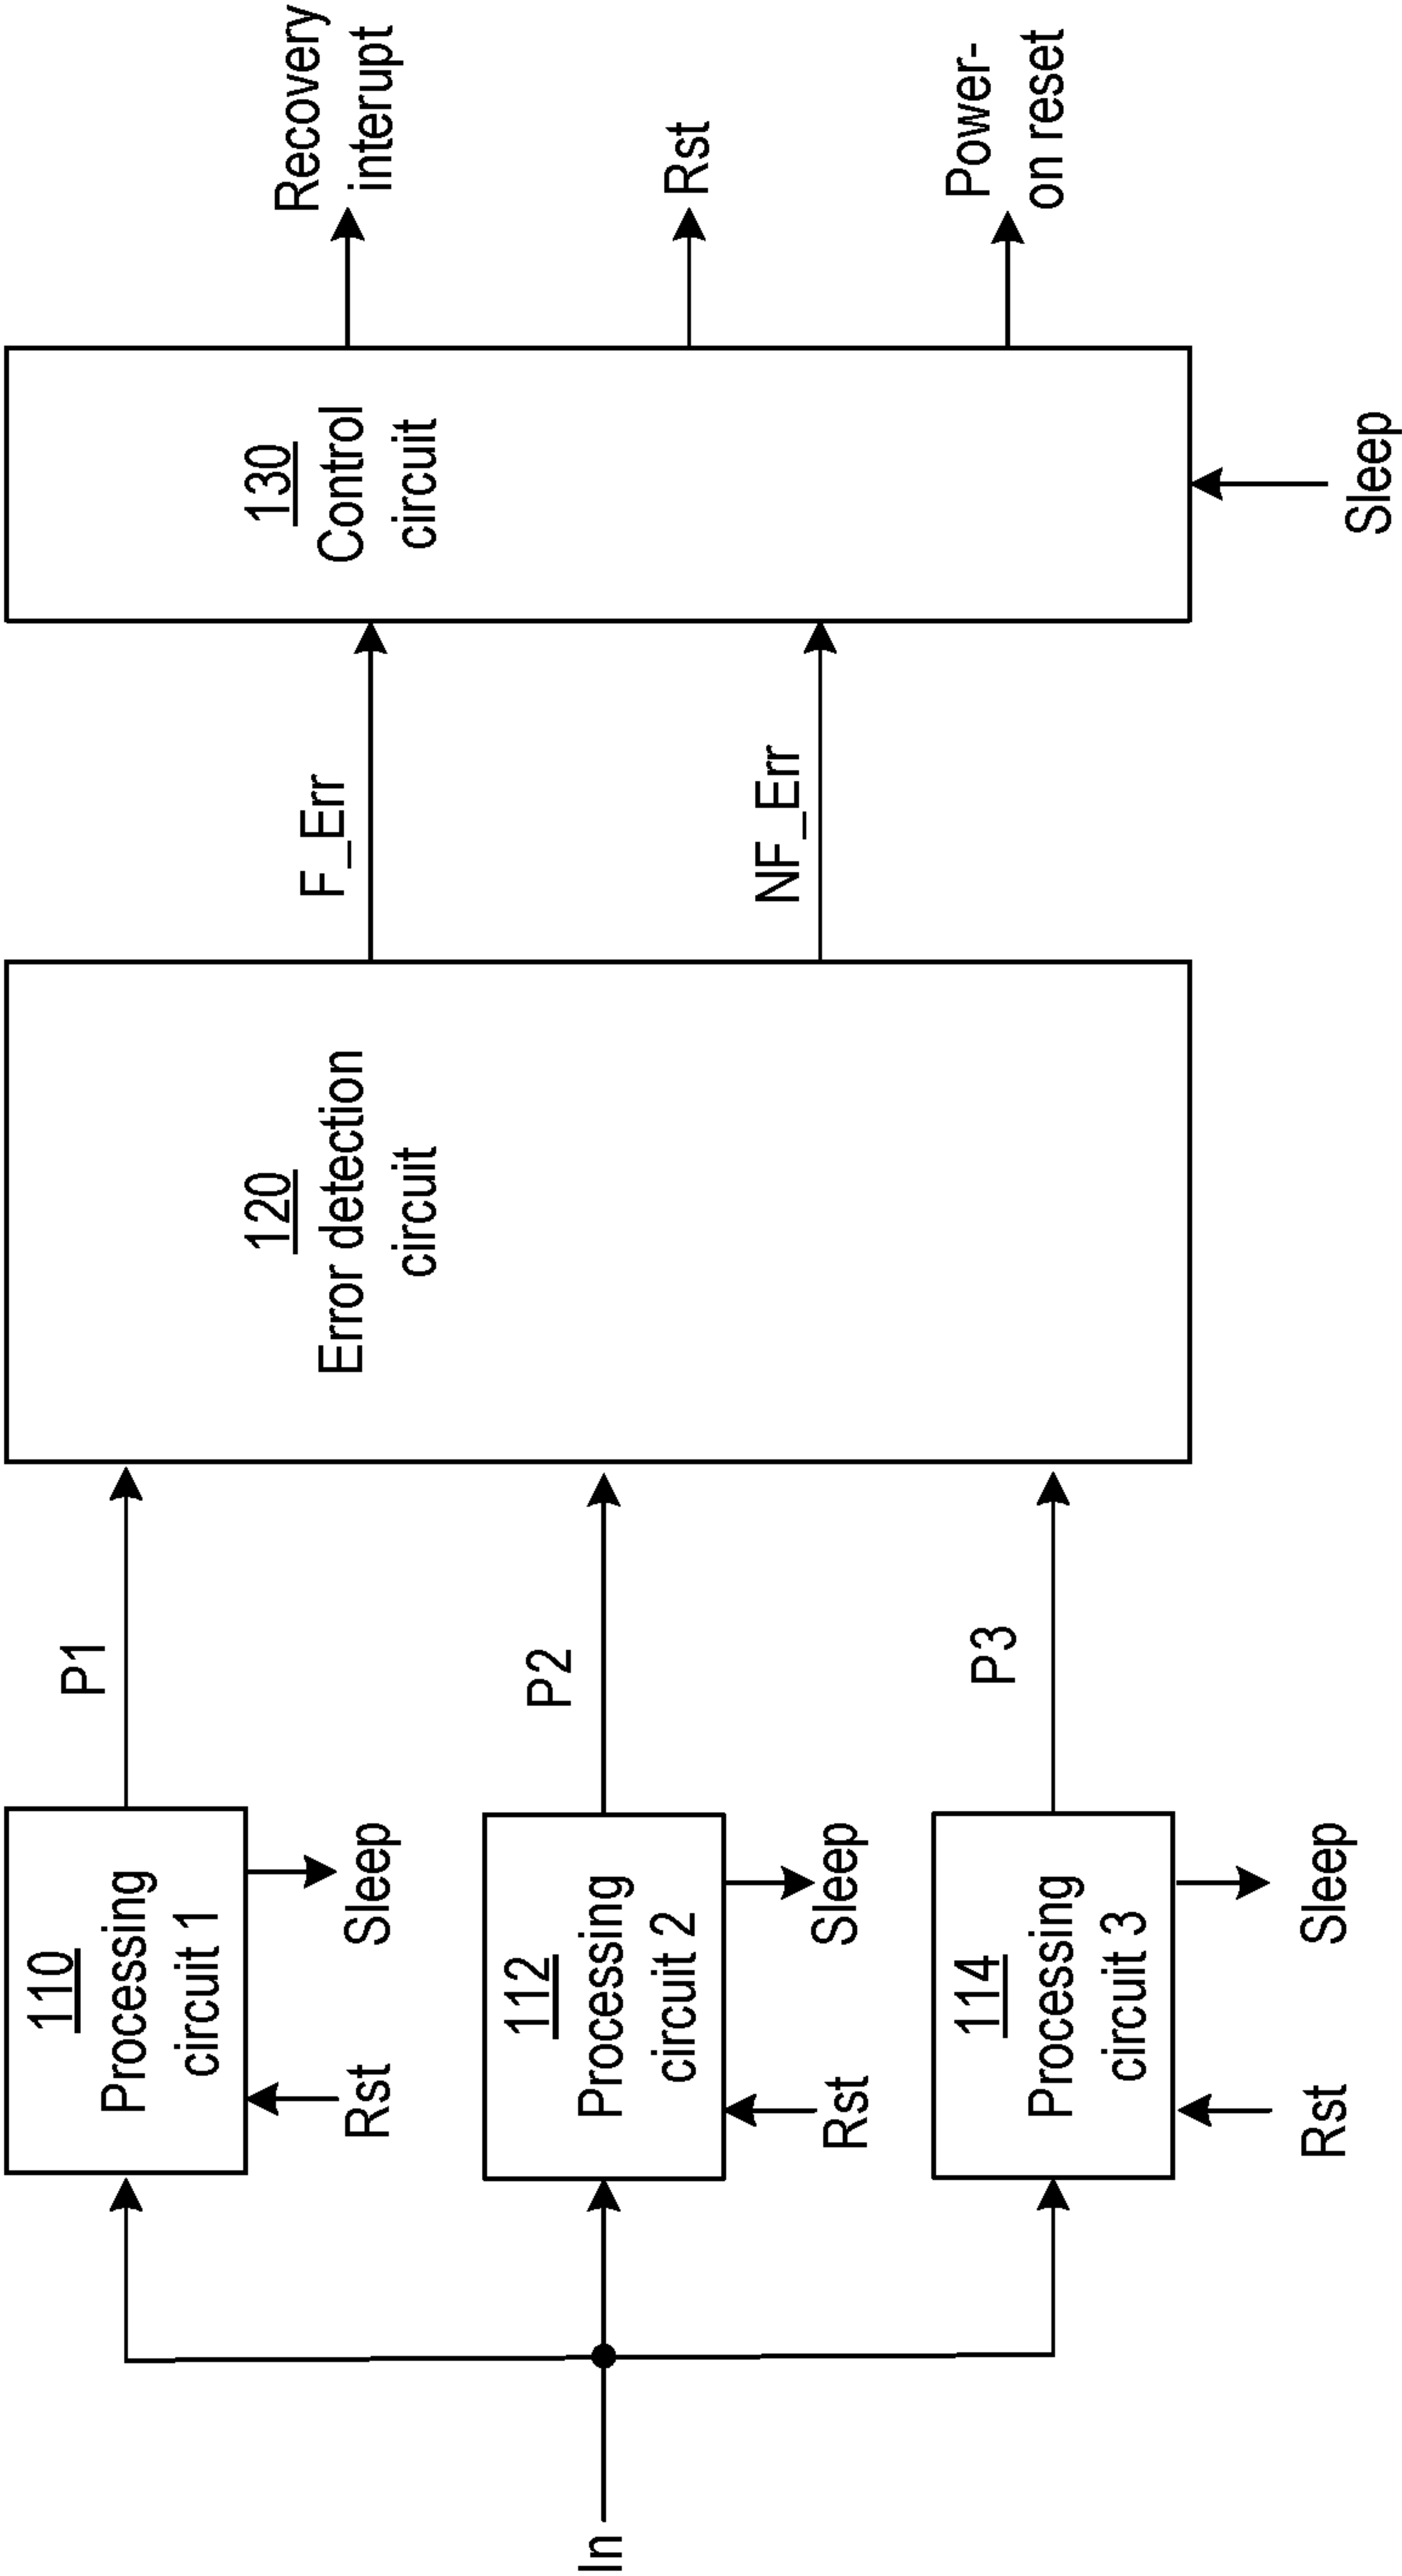 In
110
Processing
circuit 1
Rst
Sleep
P1
112
Processing
circuit 2
Rst
Sleep
P2
114
Processing
circuit 3
Rst
Sleep
P3
120
Error detection
circuit
F_Err
NF_Err
130
Control
circuit
Sleep
Recovery
interupt
Rst
Power-
on reset